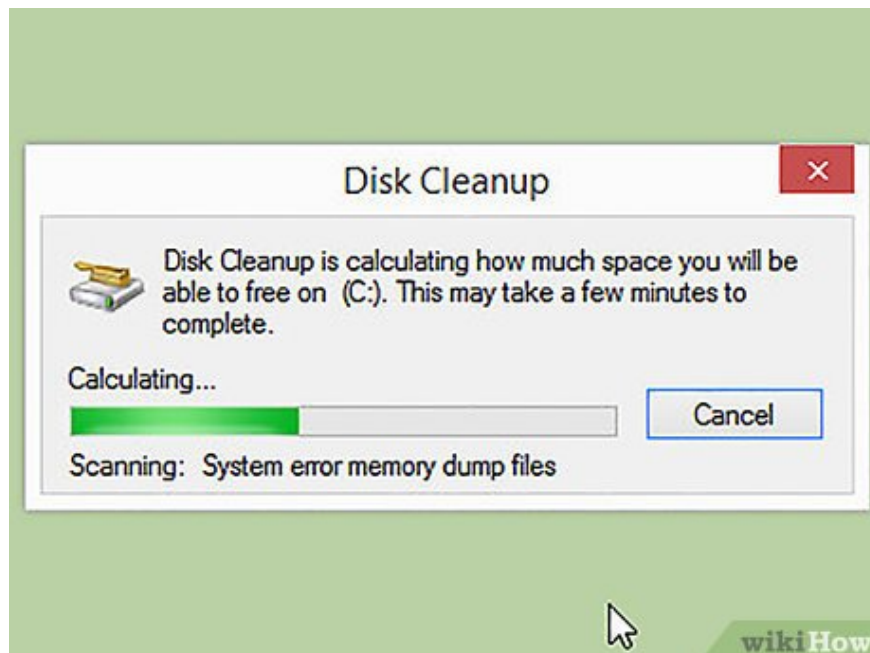 Disk Cleanup
Disk Cleanup is calculating how much space you will be
able to free on (C:). This may take a few minutes to
complete.
Calculating...
Cancel
Scanning: System error memory dump files
wikiHow